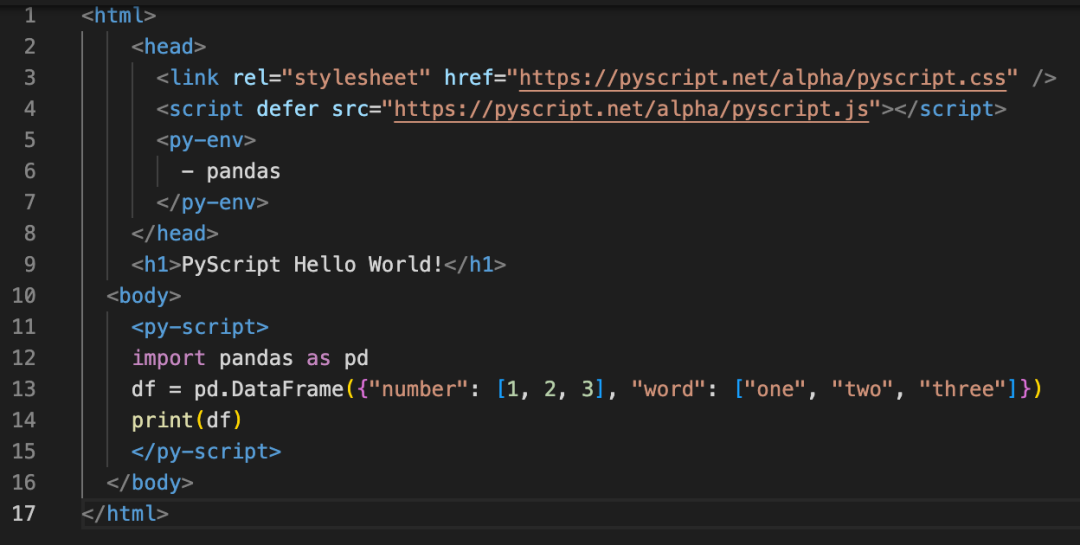 1 <html>
2 <head>
3 <link rel="stylesheet" href="https://pyscript.net/alpha/pyscript.css" />
4 <script defer src="https://pyscript.net/alpha/pyscript.js"></script>
5 <py-env>
6 - pandas
7 </py-env>
8 </head>
9 <h1>PyScript Hello World!</h1>
10 <body>
11 <py-script>
12 import pandas as pd
13 df = pd.DataFrame({"number": [1, 2, 3], "word": ["one", "two", "three"]})
14 print(df)
15 </py-script>
16 </body>
17 </html>